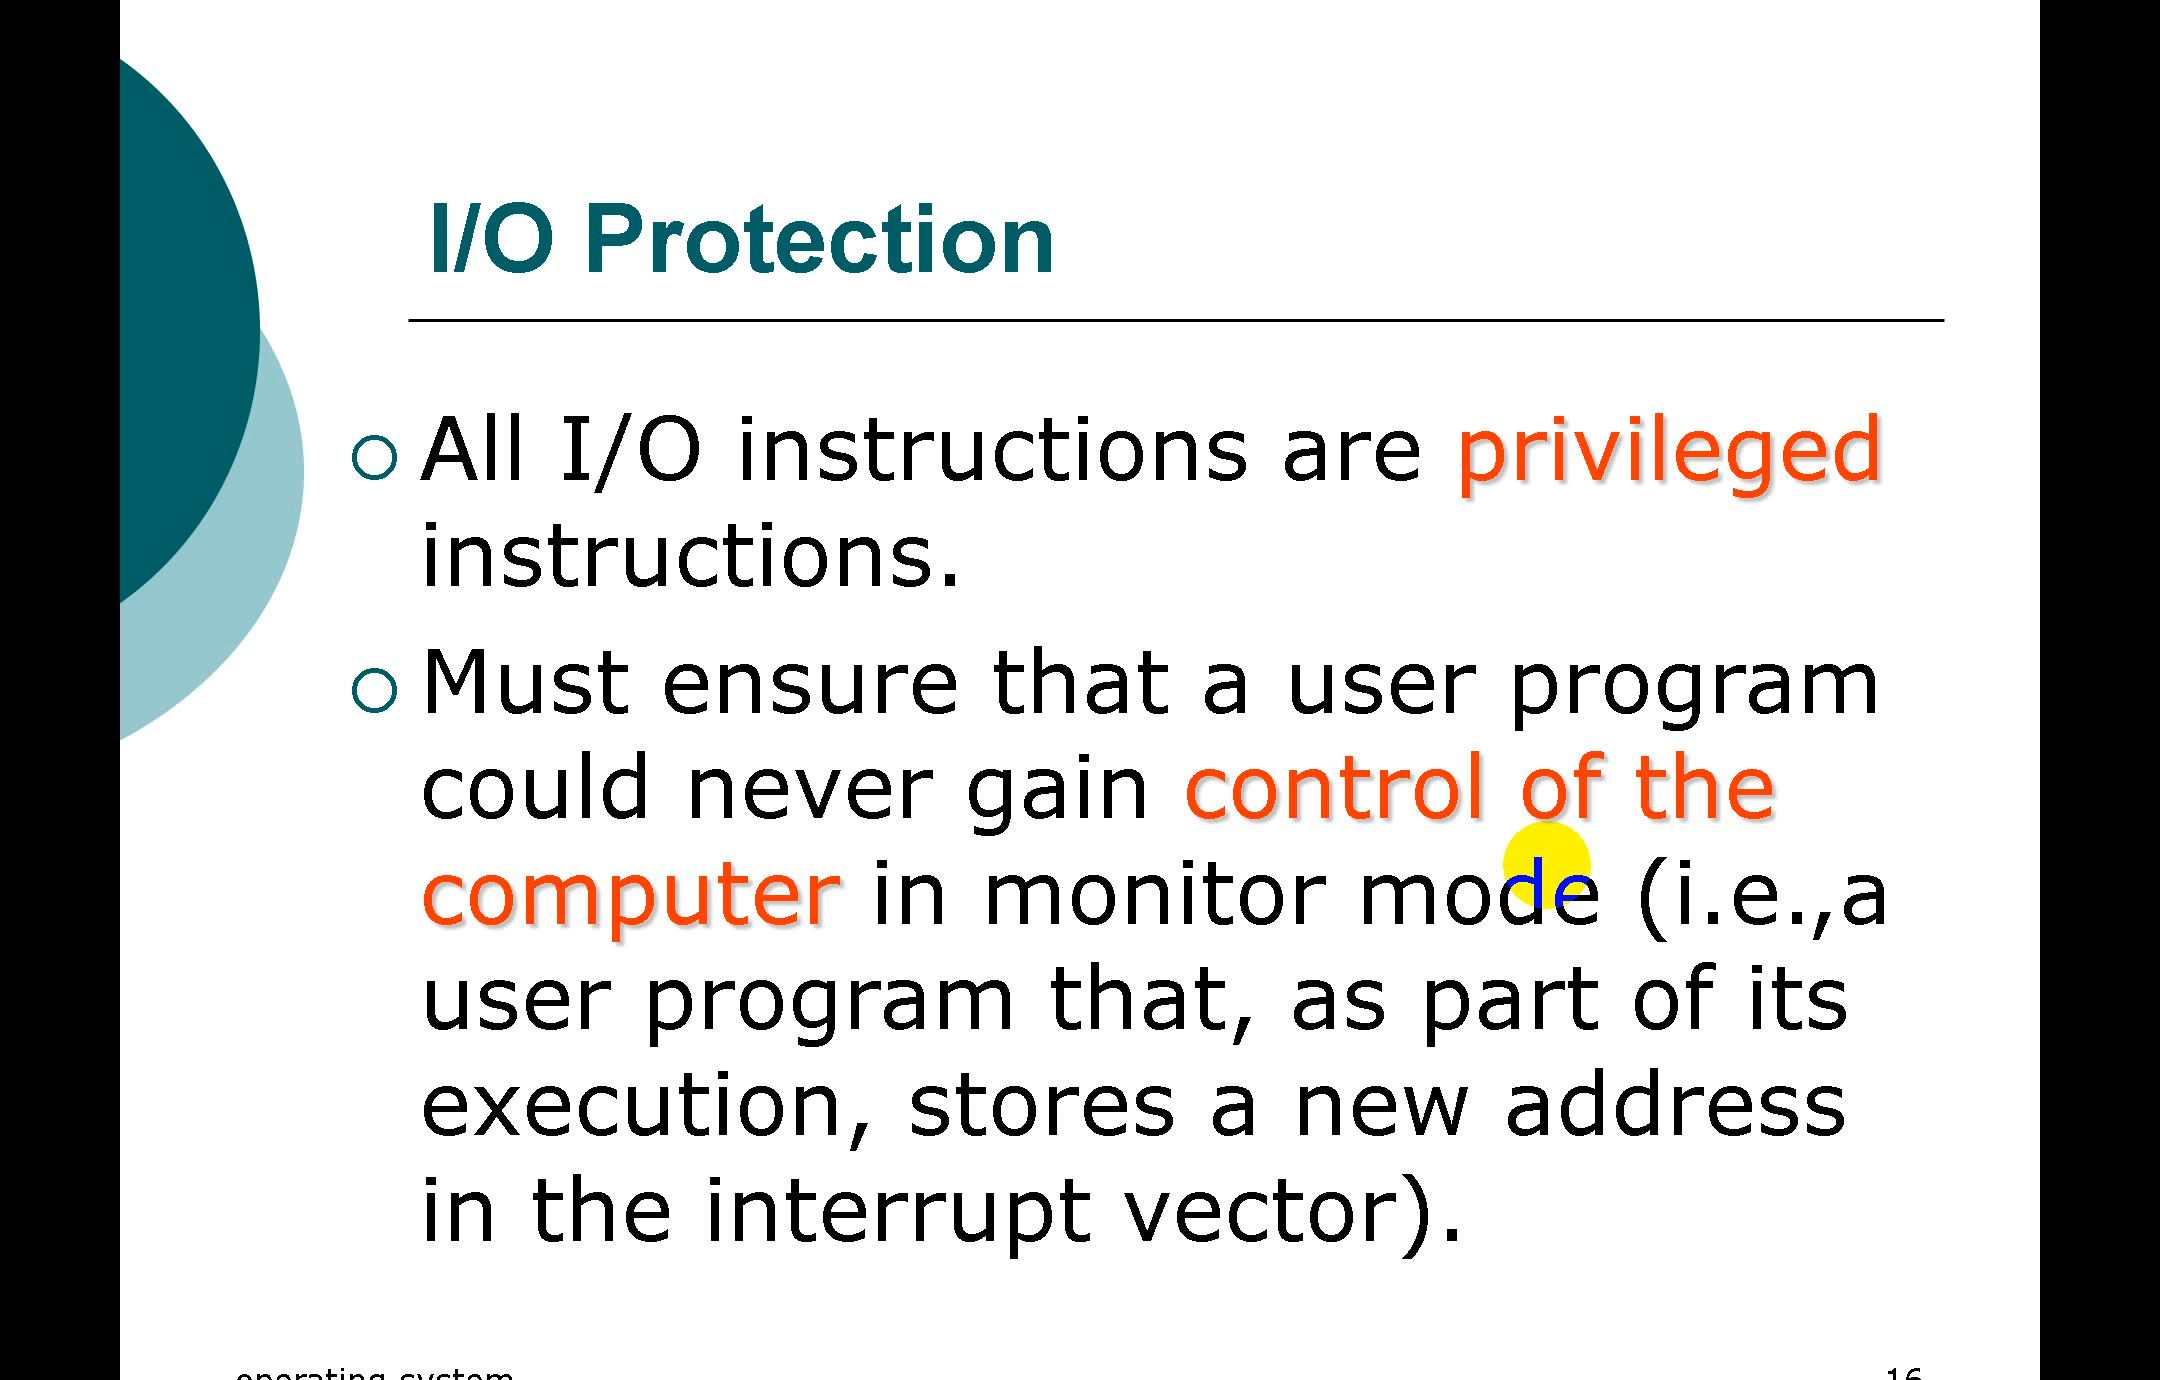 I/O Protection
All I/O instructions are privileged
instructions.
Must ensure that a user program
could never gain control of the
computer in monitor mode (i.e.,a
user program that, as part of its
execution, stores a new address
in the interrupt vector).
operating system
16